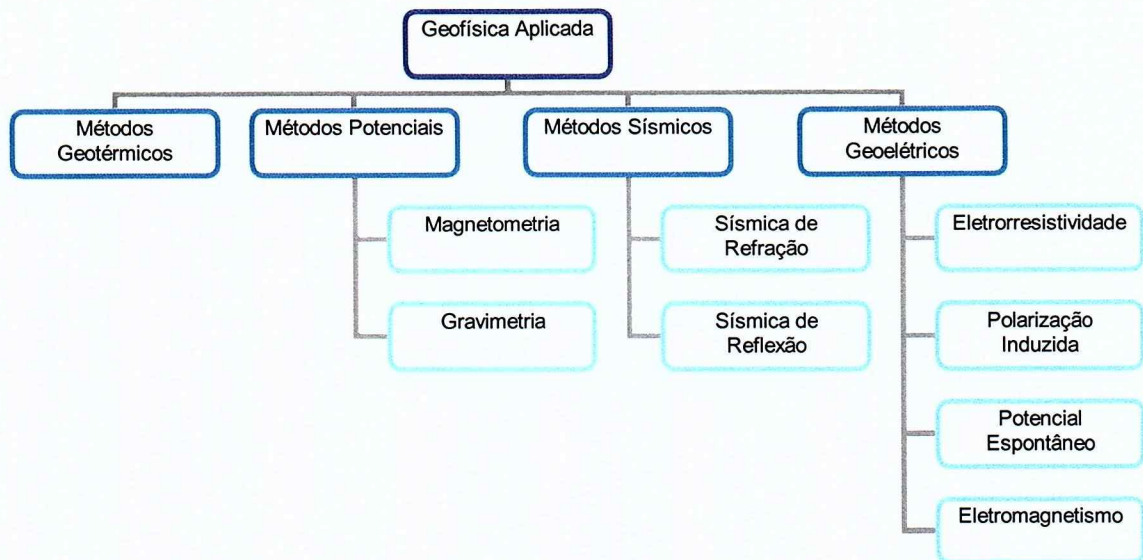 Geofísica Aplicada
Métodos
Geotérmicos
Métodos Potenciais
Métodos Sísmicos
Métodos
Geoelétricos
Magnetometria
Gravimetria
Sísmica de
Refração
Sísmica de
Reflexão
Eletrorresistividade
Polarização
Induzida
Potencial
Espontâneo
Eletromagnetismo